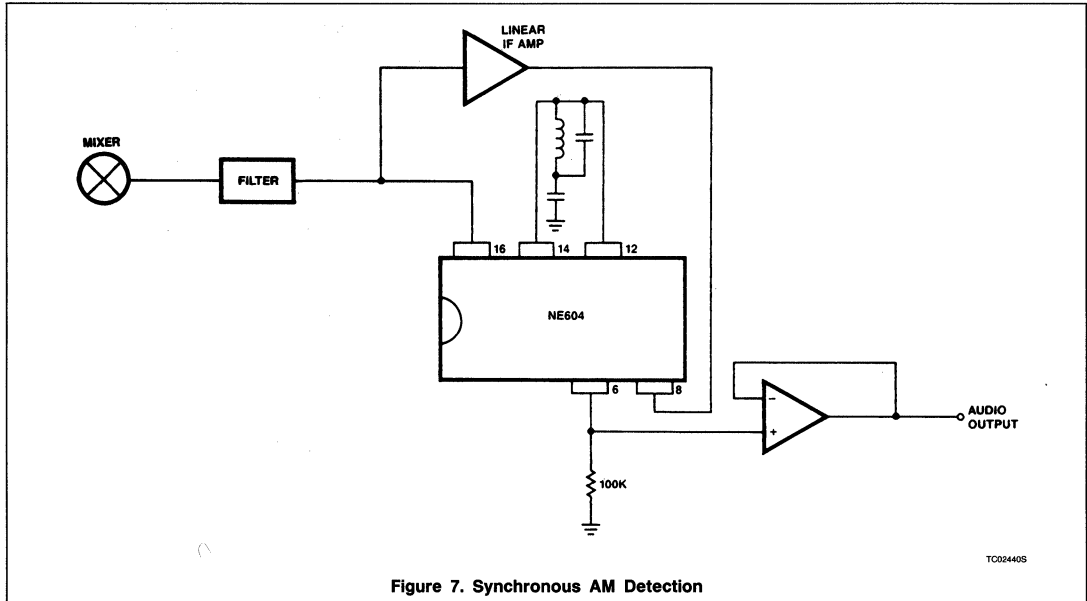 LINEAR
IF AMP
MIXER
FILTER
16
14
12
NE604
6
8
−
+
AUDIO
OUTPUT
100K
TC02440S
Figure 7. Synchronous AM Detection